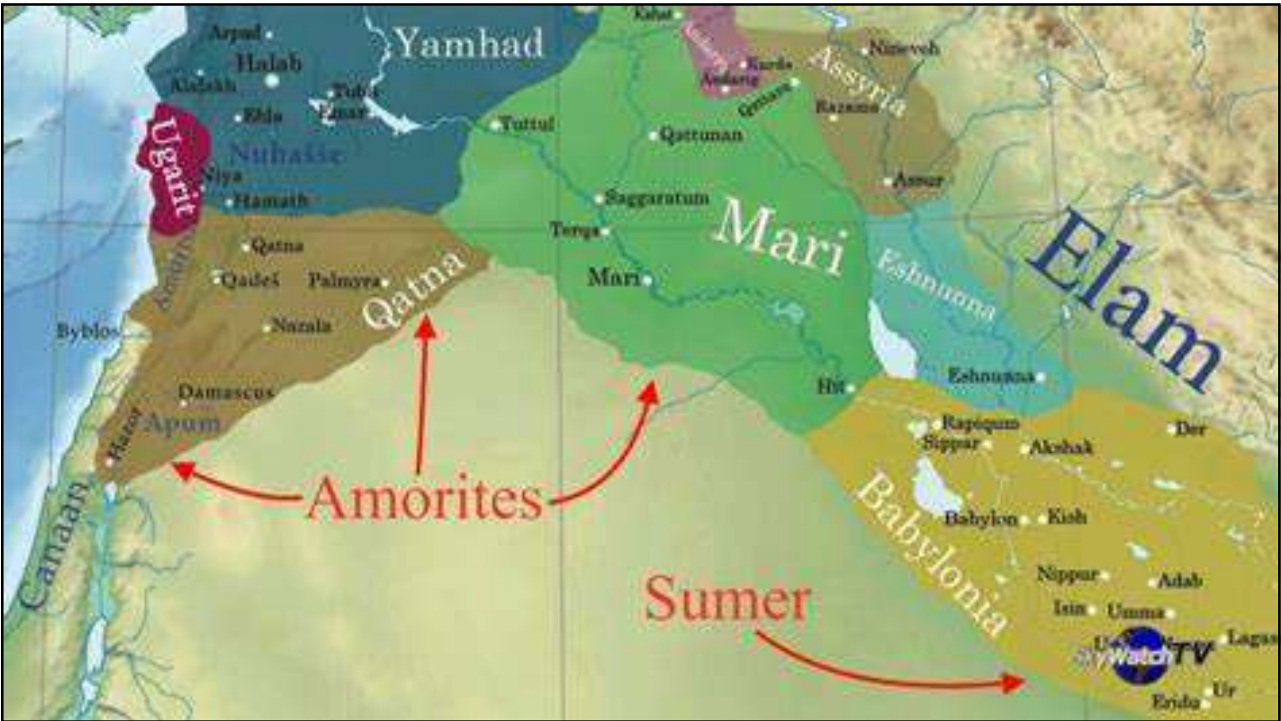 Kahat
Arpad
Yamhad
Nineveh
Halab
Kurda
Assyria
Alalakh
Andarig
Tuba
Razama
Emar
Ebla
Tuttul
Ugarit
Qattunan
Nuhašše
Niya
Assur
Hamath
Saggaratum
Terqa
Mari
Elam
Qatna
Eshnunna
Qadeš
Palmyra
Mari
Qatna
Byblos
Nazala
Eshnunna
Hit
Damascus
Apum
Rapiqum
Der
Hazor
Sippar
Akshak
Amorites
Canaan
Babylon
Kish
Babylonia
Nippur
Adab
Sumer
Isin
Umma
Lagas
SkyWatchTV
Ur
Eridu